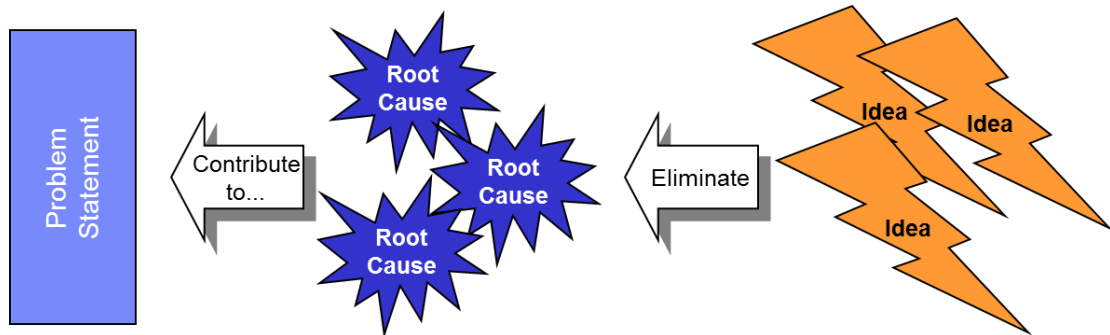 Problem
Statement
Contribute
to...
Root
Cause
Root
Cause
Root
Cause
Eliminate
Idea
Idea
Idea